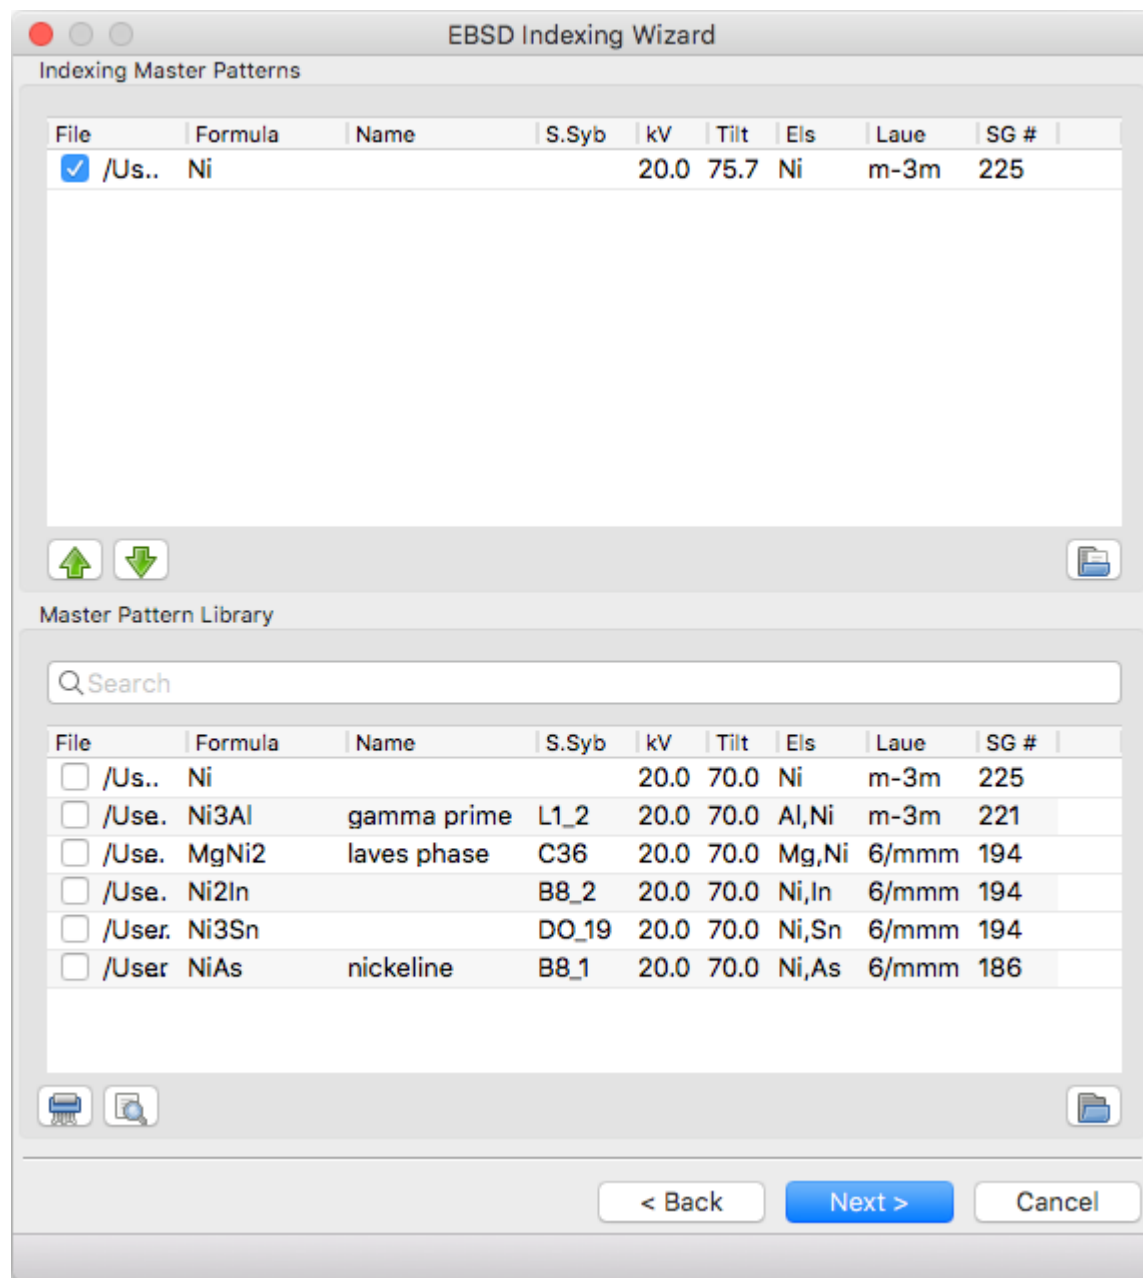 EBSD Indexing Wizard
Indexing Master Patterns
File Formula Name S.Syb kV Tilt Els Laue SG #
/Us.. Ni 20.0 75.7 Ni m-3m 225
Master Pattern Library
Search
File Formula Name S.Syb kV Tilt Els Laue SG #
/Us.. Ni 20.0 70.0 Ni m-3m 225
/Use. Ni3Al gamma prime L1_2 20.0 70.0 Al,Ni m-3m 221
/Use. MgNi2 laves phase C36 20.0 70.0 Mg,Ni 6/mmm 194
/Use. Ni2In B8_2 20.0 70.0 Ni,In 6/mmm 194
/User. Ni3Sn DO_19 20.0 70.0 Ni,Sn 6/mmm 194
/User NiAs nickeline B8_1 20.0 70.0 Ni,As 6/mmm 186
< Back Next > Cancel